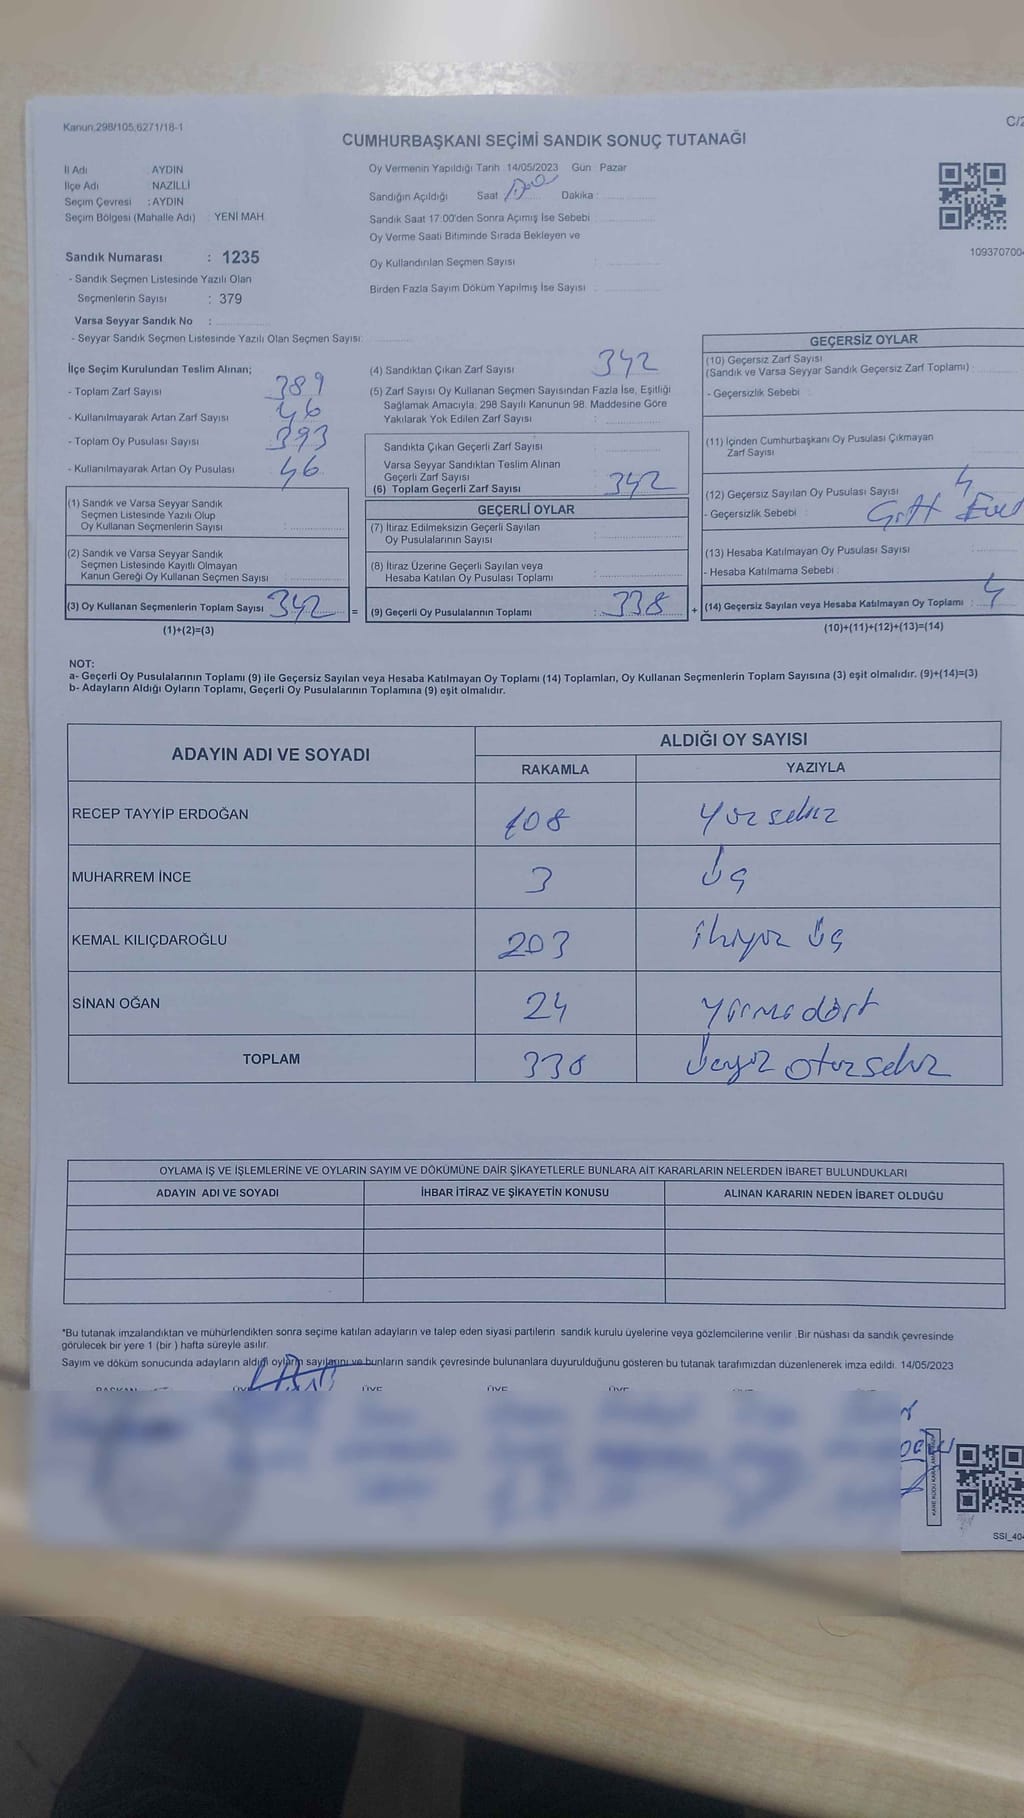 Kanun,298/105,6271/18-1
C/2
CUMHURBAŞKANI SEÇİMİ SANDIK SONUÇ TUTANAĞI
İl Adı AYDIN
İlçe Adı NAZİLLİ
Seçim Çevresi : AYDIN
Seçim Bölgesi (Mahalle Adı) YENİ MAH.
Oy Vermenin Yapıldığı Tarih 14/05/2023 Gün Pazar
Sandığın Açıldığı Saat Dakika :
Sandık Saat 17:00'den Sonra Açımış İse Sebebi
Oy Verme Saati Bitiminde Sırada Bekleyen ve
Oy Kullandırılan Seçmen Sayısı :
Birden Fazla Sayım Döküm Yapılmış İse Sayısı :
109370700
Sandık Numarası : 1235
- Sandık Seçmen Listesinde Yazılı Olan
Seçmenlerin Sayısı : 379
Varsa Seyyar Sandık No :
- Seyyar Sandık Seçmen Listesinde Yazılı Olan Seçmen Sayısı:
İlçe Seçim Kurulundan Teslim Alınan;
- Toplam Zarf Sayısı 389
- Kullanılmayarak Artan Zarf Sayısı 46
- Toplam Oy Pusulası Sayısı 393
- Kullanılmayarak Artan Oy Pusulası 46
(1) Sandık ve Varsa Seyyar Sandık
Seçmen Listesinde Yazılı Olup
Oy Kullanan Seçmenlerin Sayısı :
(2) Sandık ve Varsa Seyyar Sandık
Seçmen Listesinde Kayıtlı Olmayan
Kanun Gereği Oy Kullanan Seçmen Sayısı :
(3) Oy Kullanan Seçmenlerin Toplam Sayısı : 342
(1)+(2)=(3)
=
(4) Sandıktan Çıkan Zarf Sayısı 342
(5) Zarf Sayısı Oy Kullanan Seçmen Sayısından Fazla İse, Eşitliği
Sağlamak Amacıyla, 298 Sayılı Kanunun 98. Maddesine Göre
Yakılarak Yok Edilen Zarf Sayısı :
Sandıkta Çıkan Geçerli Zarf Sayısı
Varsa Seyyar Sandıktan Teslim Alınan
Geçerli Zarf Sayısı
(6) Toplam Geçerli Zarf Sayısı 342
GEÇERLİ OYLAR
(7) İtiraz Edilmeksizin Geçerli Sayılan
Oy Pusulalarının Sayısı
(8) İtiraz Üzerine Geçerli Sayılan veya
Hesaba Katılan Oy Pusulası Toplamı :
(9) Geçerli Oy Pusulalarının Toplamı : 338
+
GEÇERSİZ OYLAR
(10) Geçersiz Zarf Sayısı
(Sandık ve Varsa Seyyar Sandık Geçersiz Zarf Toplamı) :
- Geçersizlik Sebebi :
(11) İçinden Cumhurbaşkanı Oy Pusulası Çıkmayan
Zarf Sayısı
(12) Geçersiz Sayılan Oy Pusulası Sayısı 4
- Geçersizlik Sebebi :
(13) Hesaba Katılmayan Oy Pusulası Sayısı
- Hesaba Katılmama Sebebi :
(14) Geçersiz Sayılan veya Hesaba Katılmayan Oy Toplamı : 4
(10)+(11)+(12)+(13)=(14)
NOT:
a- Geçerli Oy Pusulalarının Toplamı (9) ile Geçersiz Sayılan veya Hesaba Katılmayan Oy Toplamı (14) Toplamları, Oy Kullanan Seçmenlerin Toplam Sayısına (3) eşit olmalıdır. (9)+(14)=(3)
b- Adayların Aldığı Oyların Toplamı, Geçerli Oy Pusulalarının Toplamına (9) eşit olmalıdır.
ADAYIN ADI VE SOYADI ALDIĞI OY SAYISI
RAKAMLA YAZIYLA
RECEP TAYYİP ERDOĞAN 108 Yüz sekiz
MUHARREM İNCE 3 Üç
KEMAL KILIÇDAROĞLU 203 ikiyüz üç
SİNAN OĞAN 24 Yirmi dört
TOPLAM 338 Üçyüz otuz sekiz
OYLAMA İŞ VE İŞLEMLERİNE VE OYLARIN SAYIM VE DÖKÜMÜNE DAİR ŞİKAYETLERLE BUNLARA AİT KARARLARIN NELERDEN İBARET BULUNDUKLARI
ADAYIN ADI VE SOYADI İHBAR İTİRAZ VE ŞİKAYETİN KONUSU ALINAN KARARIN NEDEN İBARET OLDUĞU
*Bu tutanak imzalandıktan ve mühürlendikten sonra seçime katılan adayların ve talep eden siyasi partilerin sandık kurulu üyelerine veya gözlemcilerine verilir. Bir nüshası da sandık çevresinde
görülecek bir yere 1 (bir) hafta süreyle asılır.
Sayım ve döküm sonucunda adayların aldığı oyların sayılarını ve bunların sandık çevresinde bulunanlara duyurulduğunu gösteren bu tutanak tarafımızdan düzenlenerek imza edildi. 14/05/2023
BAŞKAN ÜYE ÜYE ÜYE ÜYE ÜYE ÜYE
SSI_40